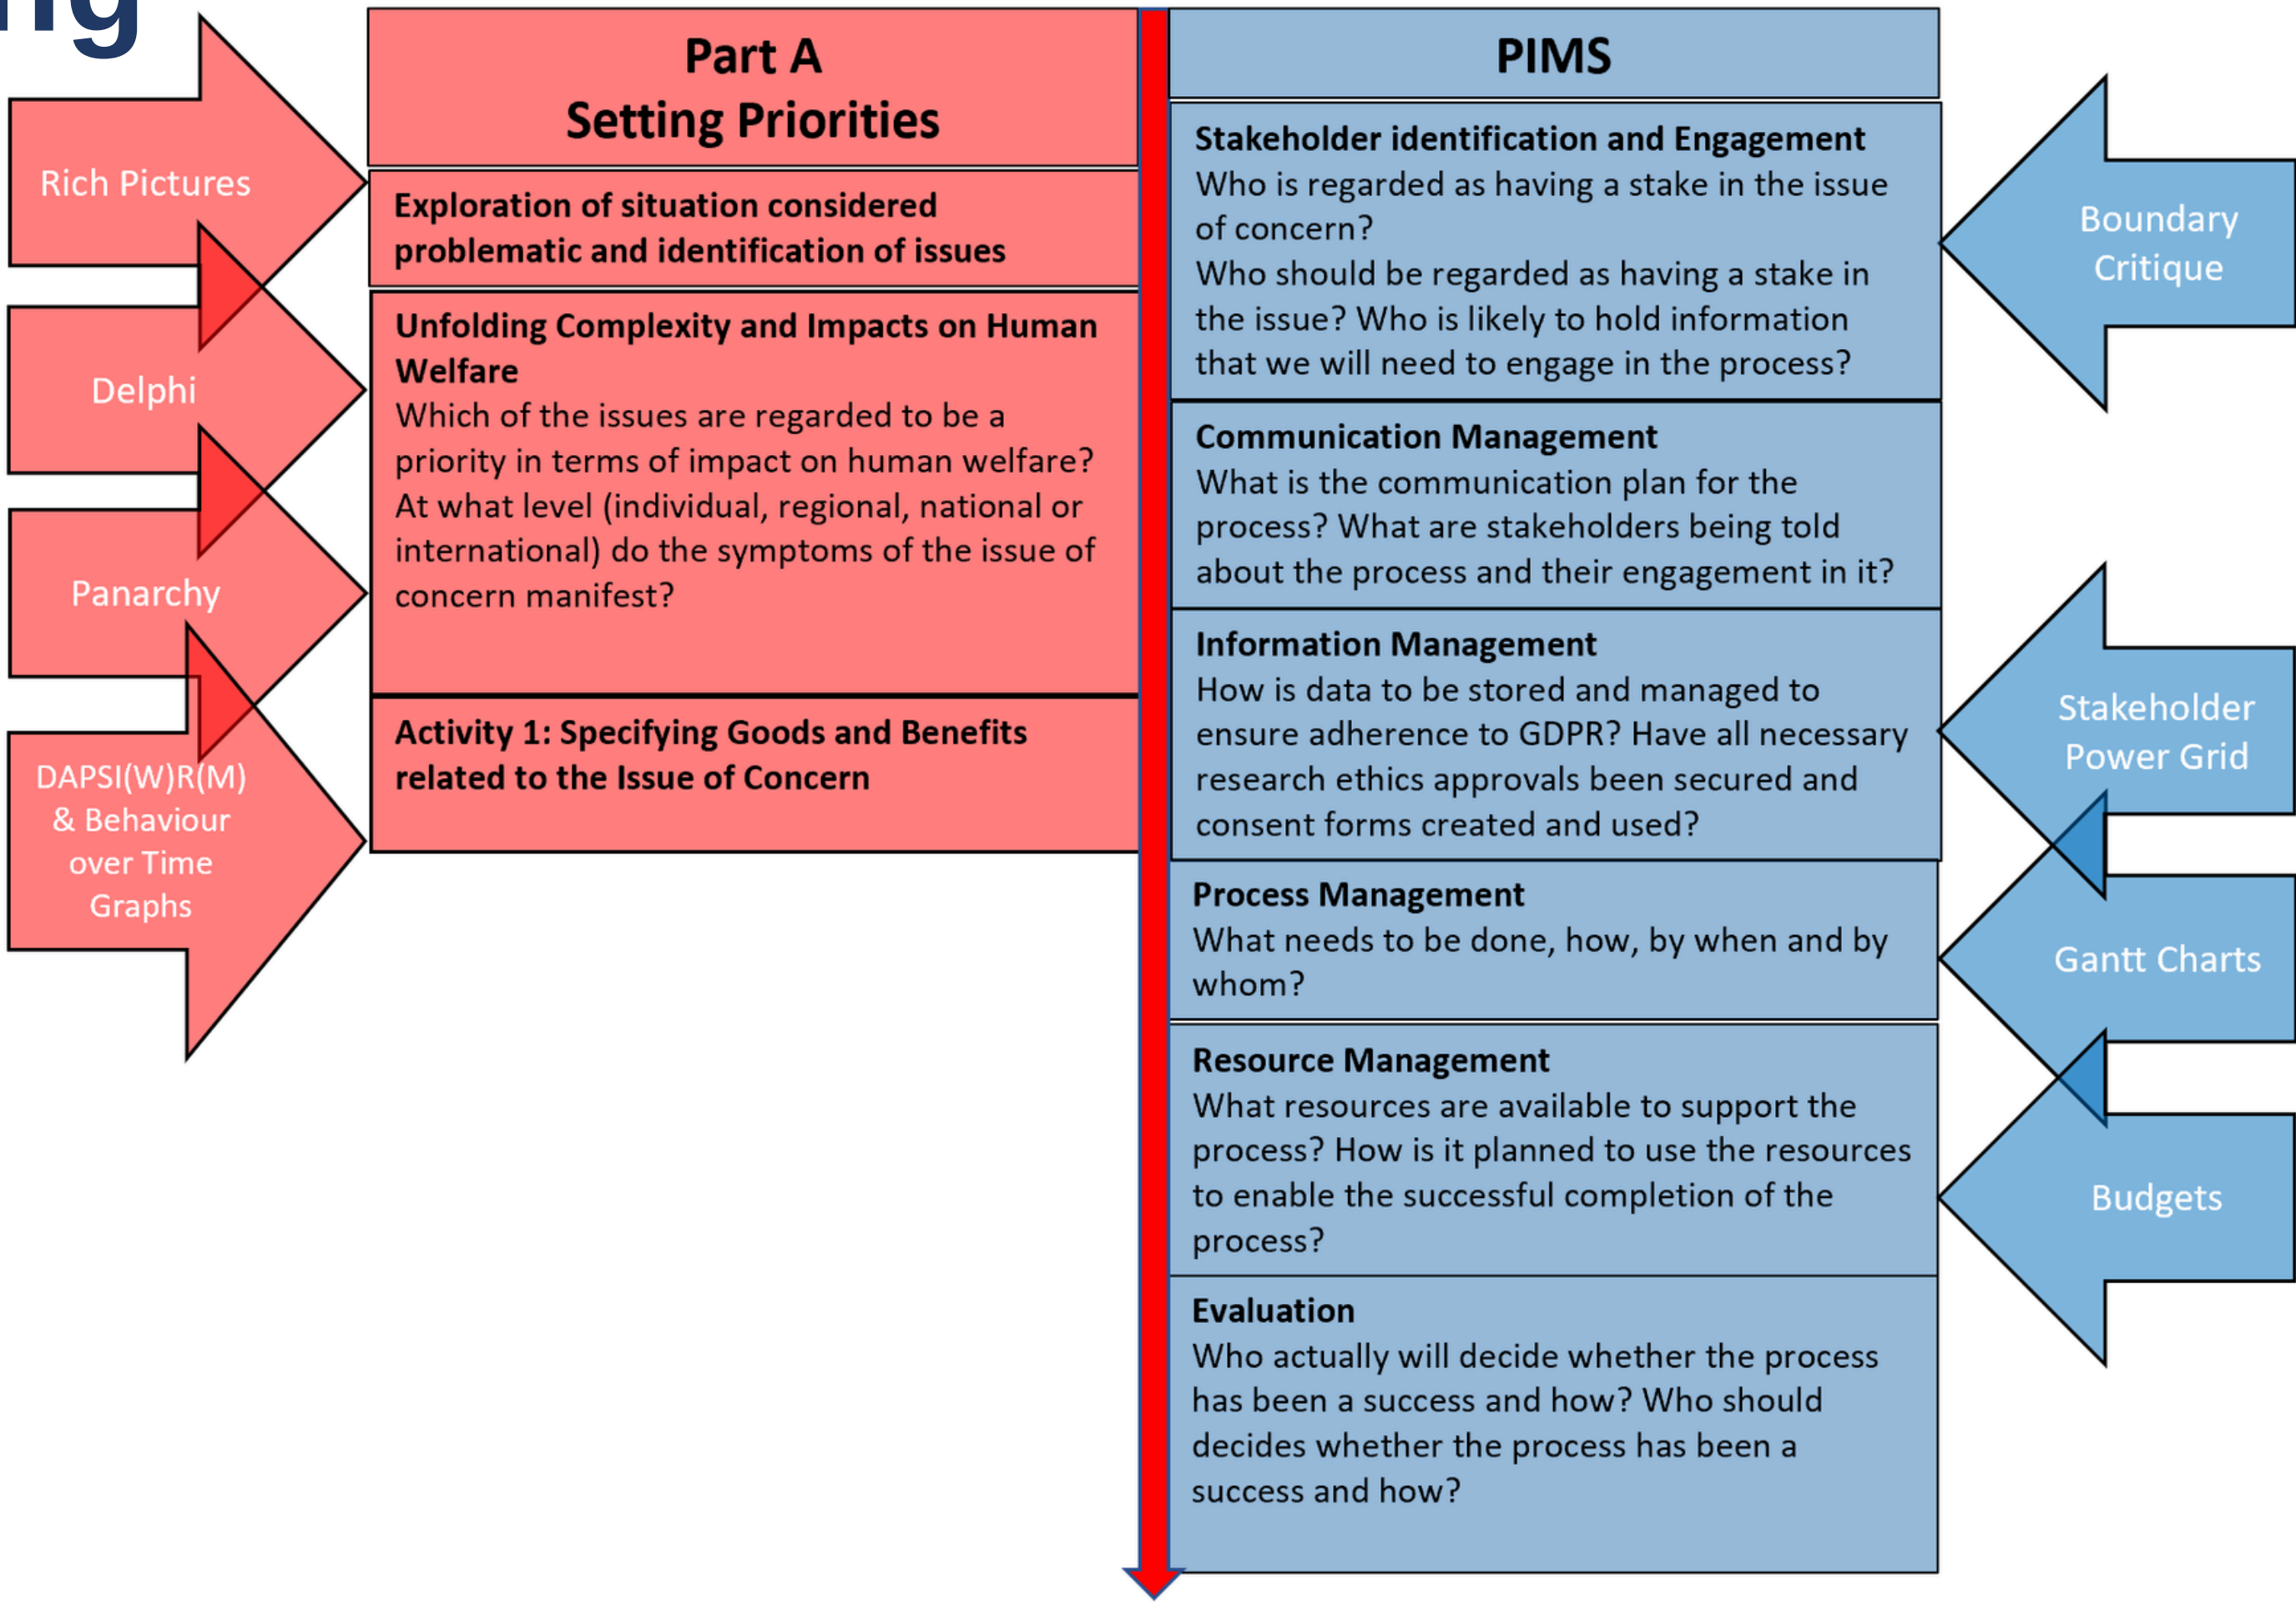 ng
Rich Pictures
Delphi
Panarchy
DAPSI(W)R(M)
& Behaviour
over Time
Graphs
Part A
Setting Priorities
Exploration of situation considered
problematic and identification of issues
Unfolding Complexity and Impacts on Human
Welfare
Which of the issues are regarded to be a
priority in terms of impact on human welfare?
At what level (individual, regional, national or
international) do the symptoms of the issue of
concern manifest?
Activity 1: Specifying Goods and Benefits
related to the Issue of Concern
PIMS
Stakeholder identification and Engagement
Who is regarded as having a stake in the issue
of concern?
Who should be regarded as having a stake in
the issue? Who is likely to hold information
that we will need to engage in the process?
Communication Management
What is the communication plan for the
process? What are stakeholders being told
about the process and their engagement in it?
Information Management
How is data to be stored and managed to
ensure adherence to GDPR? Have all necessary
research ethics approvals been secured and
consent forms created and used?
Process Management
What needs to be done, how, by when and by
whom?
Resource Management
What resources are available to support the
process? How is it planned to use the resources
to enable the successful completion of the
process?
Evaluation
Who actually will decide whether the process
has been a success and how? Who should
decides whether the process has been a
success and how?
Boundary
Critique
Stakeholder
Power Grid
Gantt Charts
Budgets